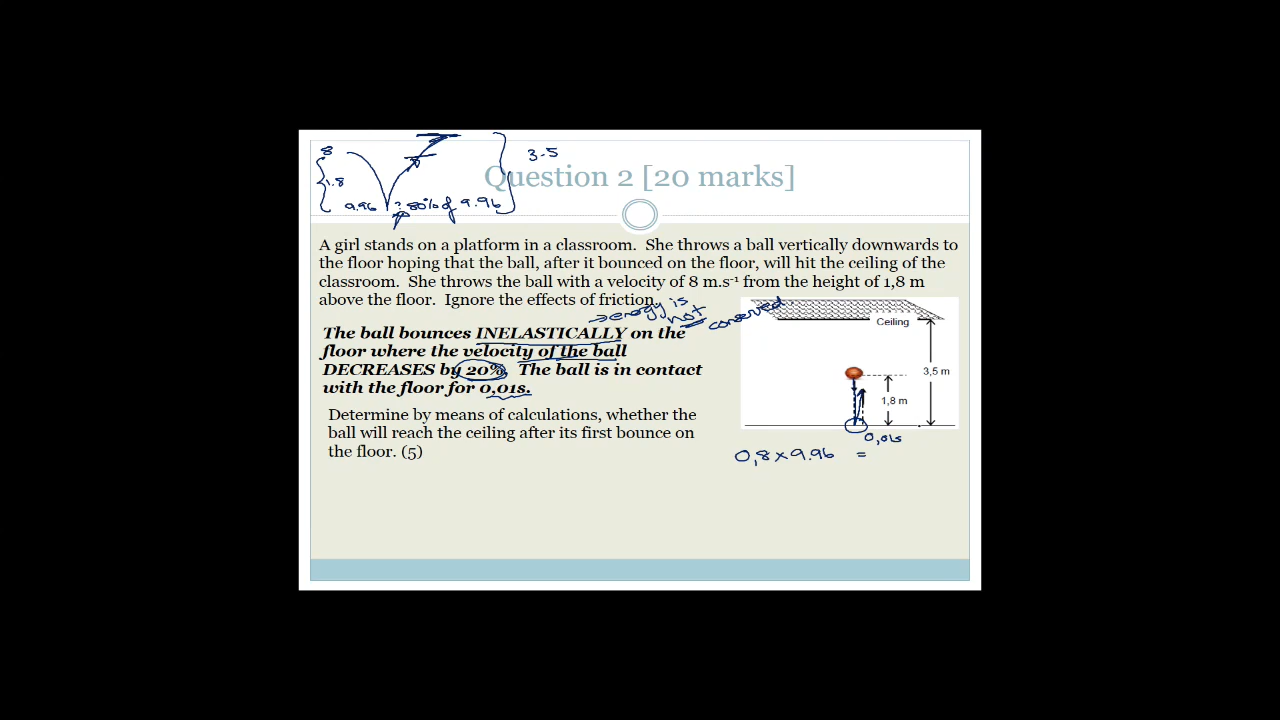 8
3.5
Question 2 [20 marks]
1.8
9.96 ? 80% of 9.96
A girl stands on a platform in a classroom. She throws a ball vertically downwards to
the floor hoping that the ball, after it bounced on the floor, will hit the ceiling of the
classroom. She throws the ball with a velocity of 8 m.s⁻¹ from the height of 1,8 m
above the floor. Ignore the effects of friction.
→ energy is
not conserved
The ball bounces INELASTICALLY on the
floor where the velocity of the ball
DECREASES by 20%. The ball is in contact
with the floor for 0,01s.
Ceiling
3,5 m
1,8 m
0,01s
Determine by means of calculations, whether the
ball will reach the ceiling after its first bounce on
the floor. (5)
0,8 × 9.96 =